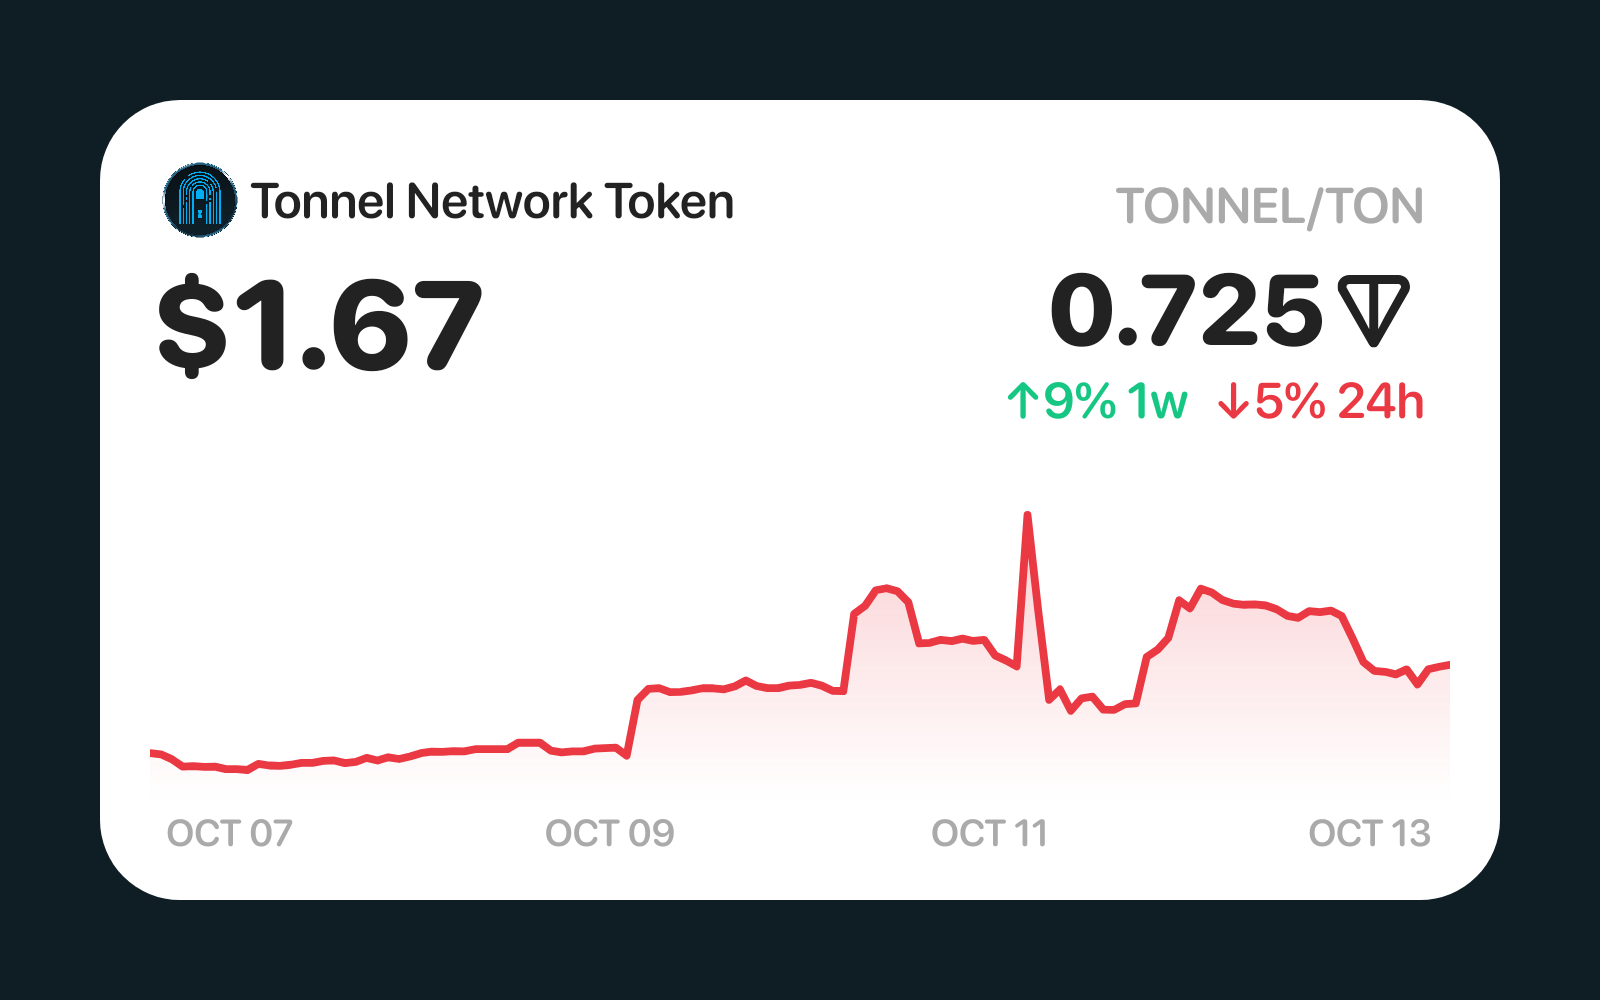 Tonnel Network Token
TONNEL/TON
$1.67
0.725
↑9% 1w ↓5% 24h
OCT 07 OCT 09 OCT 11 OCT 13